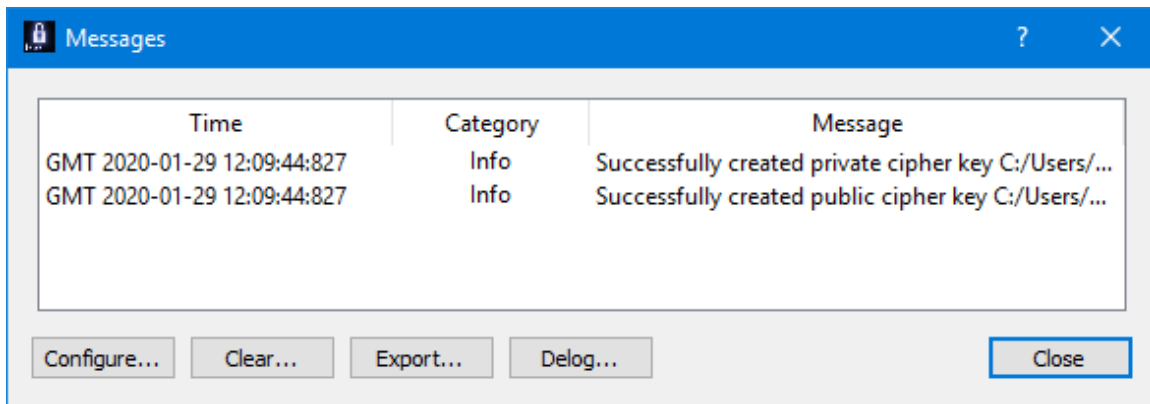 Messages
Time Category Message
GMT 2020-01-29 12:09:44:827 Info Successfully created private cipher key C:/Users/...
GMT 2020-01-29 12:09:44:827 Info Successfully created public cipher key C:/Users/...
Configure... Clear... Export... Delog... Close